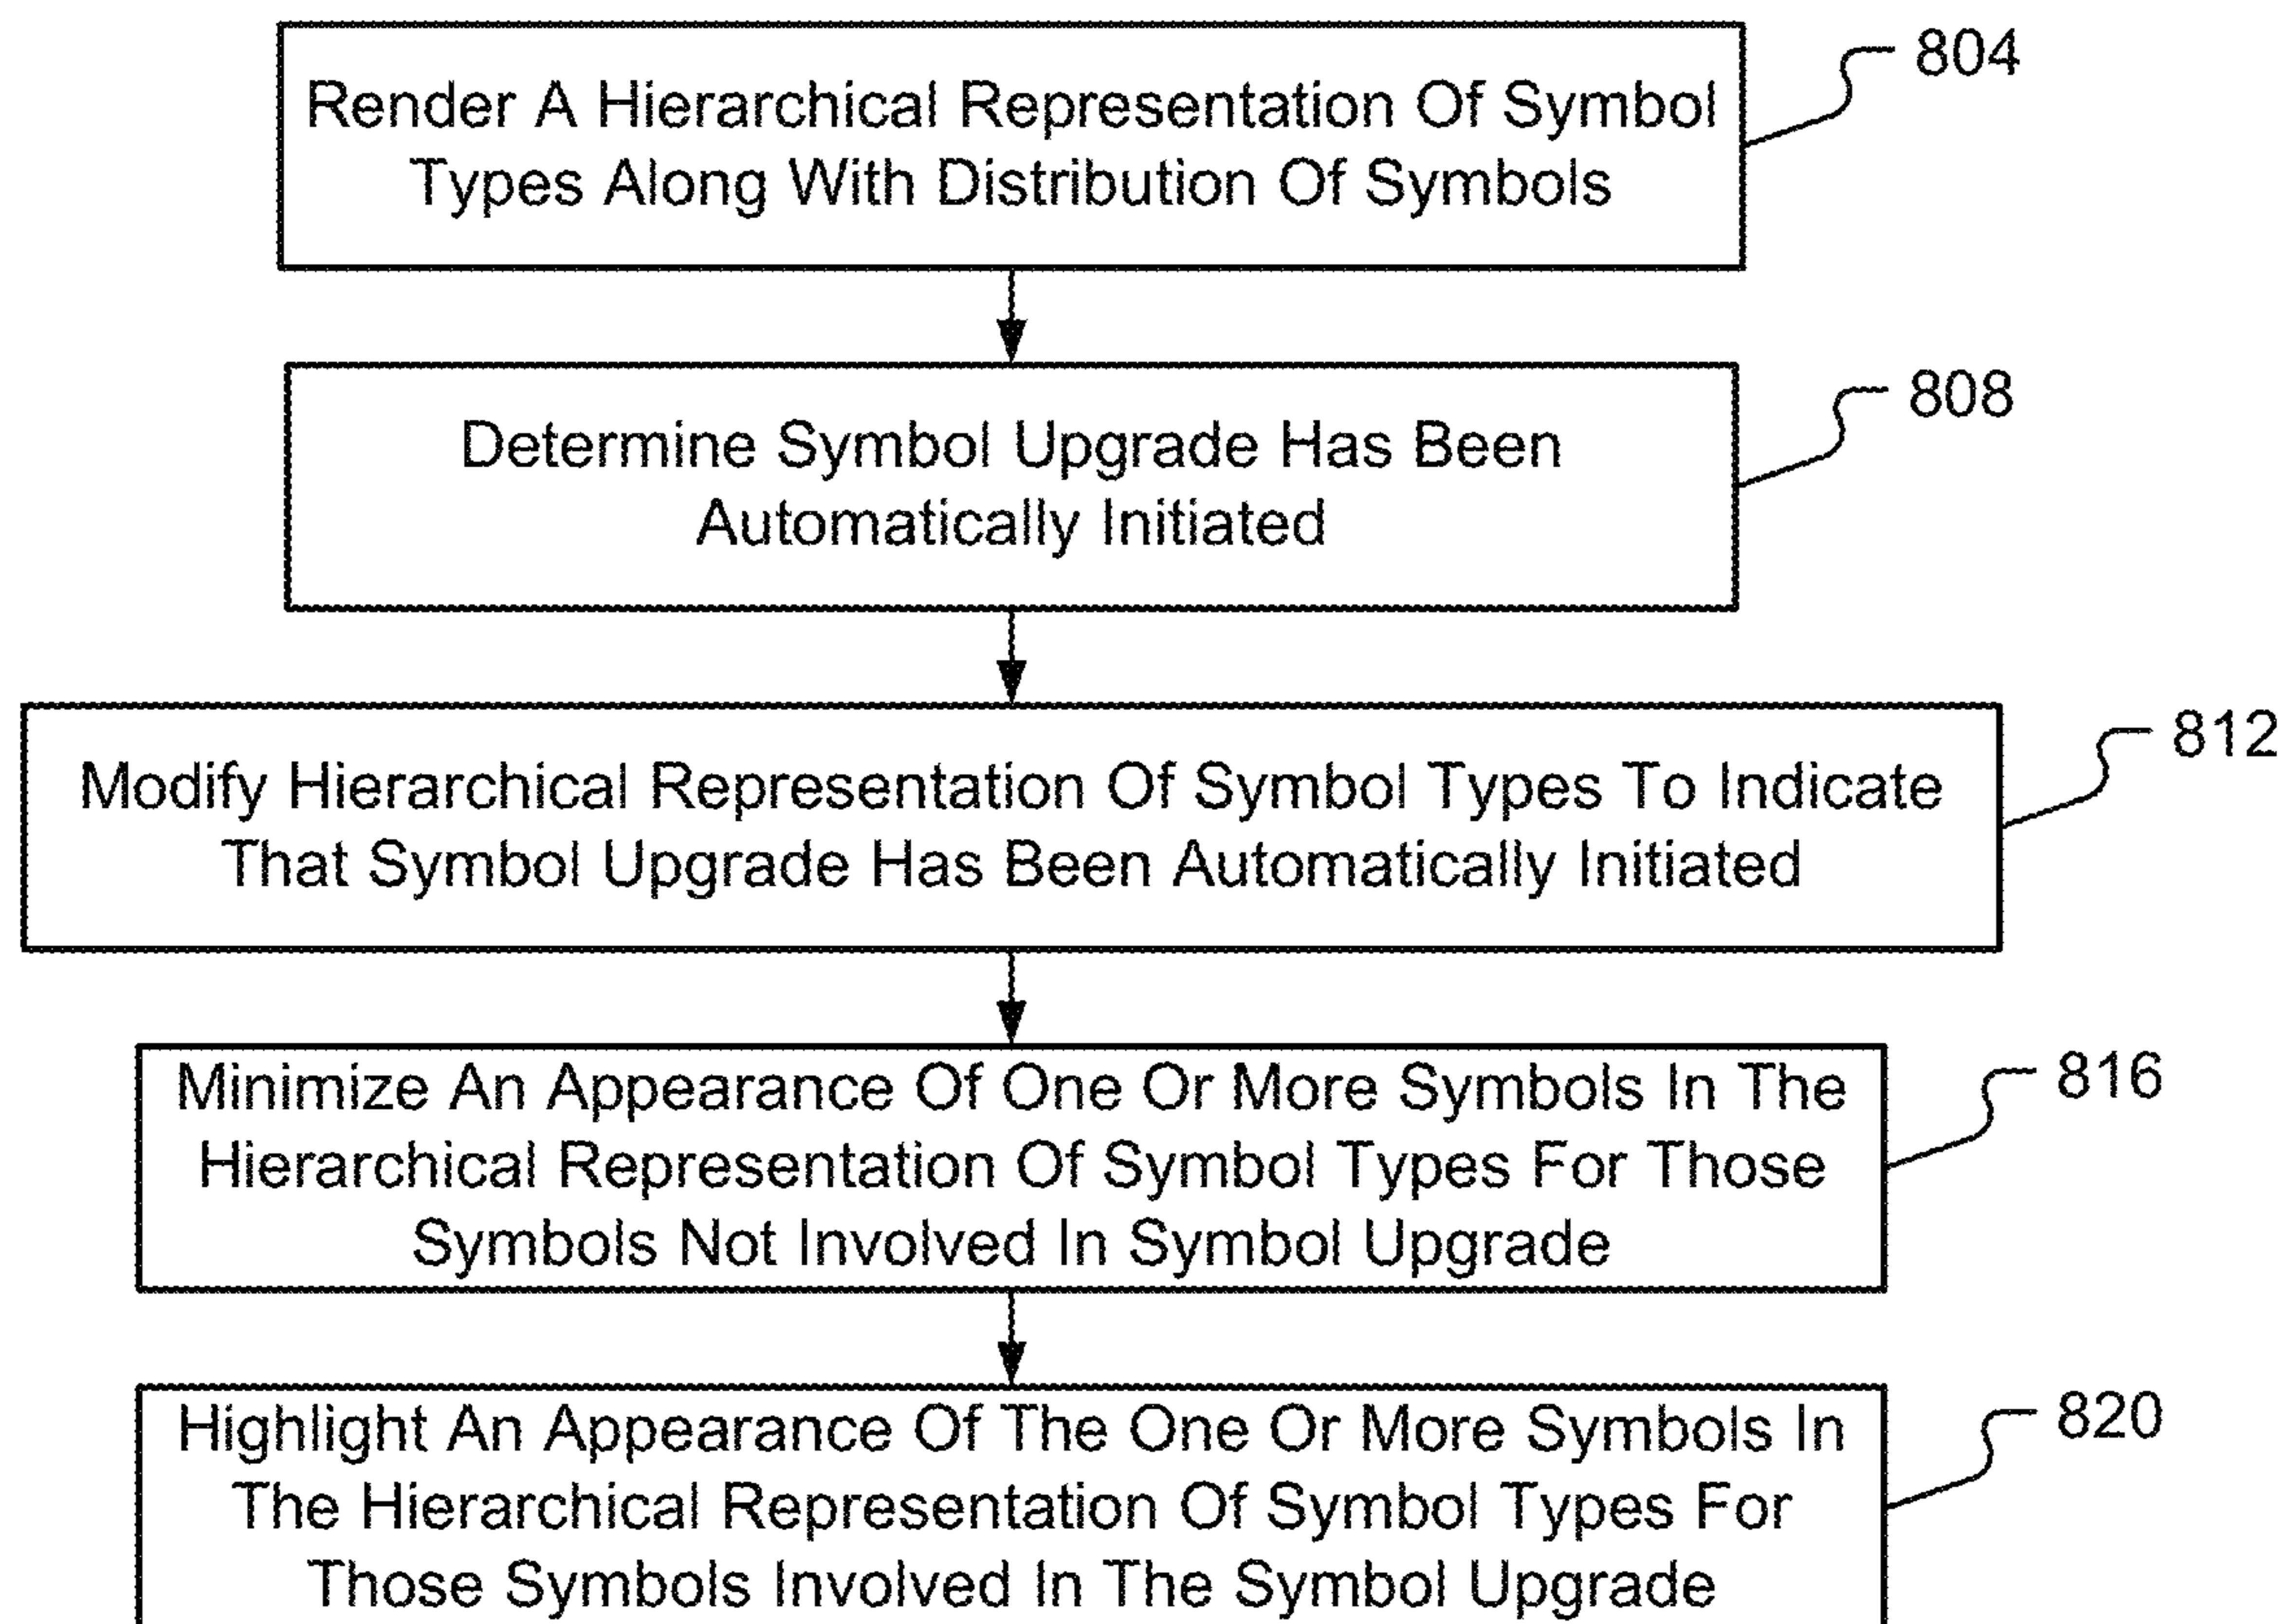 Render A Hierarchical Representation Of Symbol
Types Along With Distribution Of Symbols
804
Determine Symbol Upgrade Has Been
Automatically Initiated
808
Modify Hierarchical Representation Of Symbol Types To Indicate
That Symbol Upgrade Has Been Automatically Initiated
812
Minimize An Appearance Of One Or More Symbols In The
Hierarchical Representation Of Symbol Types For Those
Symbols Not Involved In Symbol Upgrade
816
Highlight An Appearance Of The One Or More Symbols In
The Hierarchical Representation Of Symbol Types For
Those Symbols Involved In The Symbol Upgrade
820